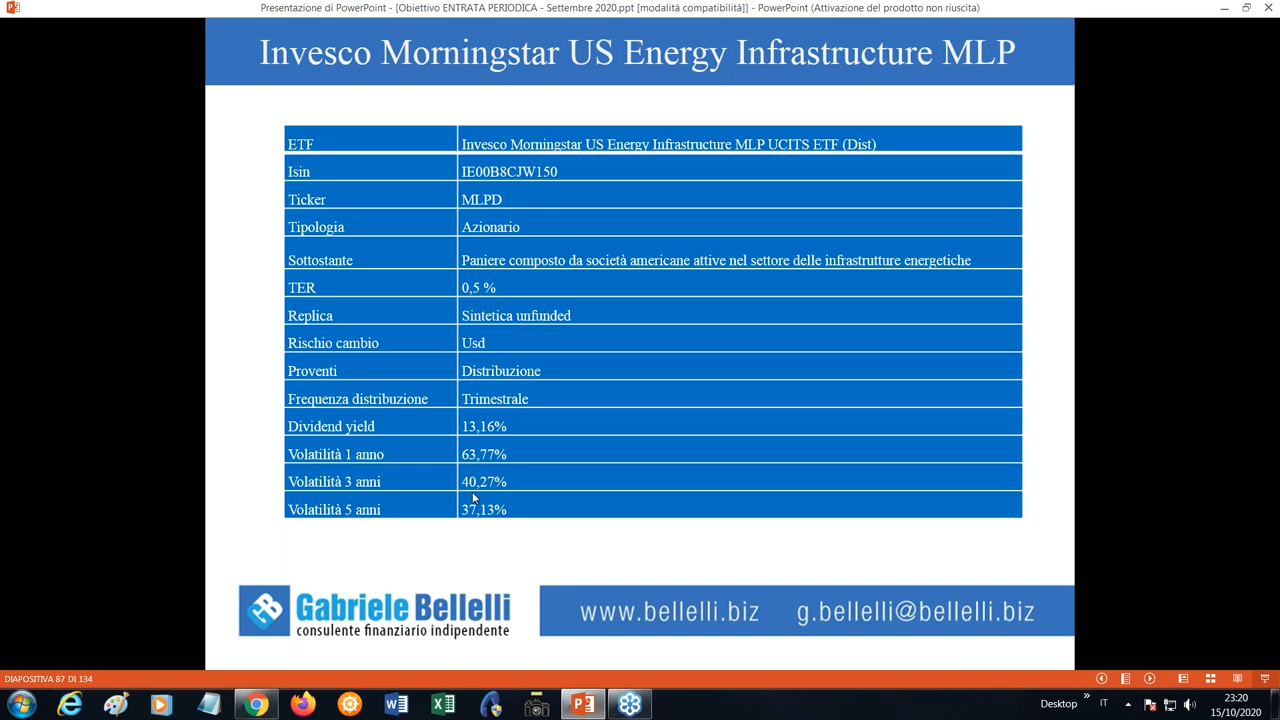 Presentazione di PowerPoint - [Obiettivo ENTRATA PERIODICA - Settembre 2020.ppt [modalità compatibilità]] - PowerPoint (Attivazione del prodotto non riuscita)
Invesco Morningstar US Energy Infrastructure MLP
ETF Invesco Morningstar US Energy Infrastructure MLP UCITS ETF (Dist)
Isin IE00B8CJW150
Ticker MLPD
Tipologia Azionario
Sottostante Paniere composto da società americane attive nel settore delle infrastrutture energetiche
TER 0,5 %
Replica Sintetica unfunded
Rischio cambio Usd
Proventi Distribuzione
Frequenza distribuzione Trimestrale
Dividend yield 13,16%
Volatilità 1 anno 63,77%
Volatilità 3 anni 40,27%
Volatilità 5 anni 37,13%
Gabriele Bellelli
consulente finanziario indipendente
www.bellelli.biz g.bellelli@bellelli.biz
DIAPOSITIVA 87 DI 134
Desktop IT 23:20
15/10/2020